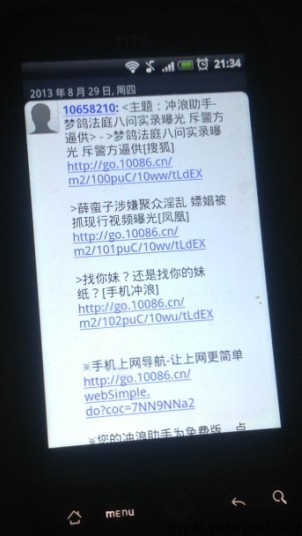 21:34
2013 年 8 月 29 日, 周四
10658210: <主题：冲浪助手-
梦鸽法庭八问实录曝光 斥警方
逼供> - >梦鸽法庭八问实录曝
光 斥警方逼供[搜狐]
http://go.10086.cn/
m2/100puC/10ww/tLdEX
>薛蛮子涉嫌聚众淫乱 嫖娼被
抓现行视频曝光[凤凰]
http://go.10086.cn/
m2/101puC/10wv/tLdEX
>找你妹？还是找你的妹
纸？[手机冲浪]
http://go.10086.cn/
m2/102puC/10wu/tLdEX
※手机上网导航-让上网更简单
http://go.10086.cn/
webSimple.
do?coc=7NN9NNa2
※您的冲浪助手为免费版，点
MENU